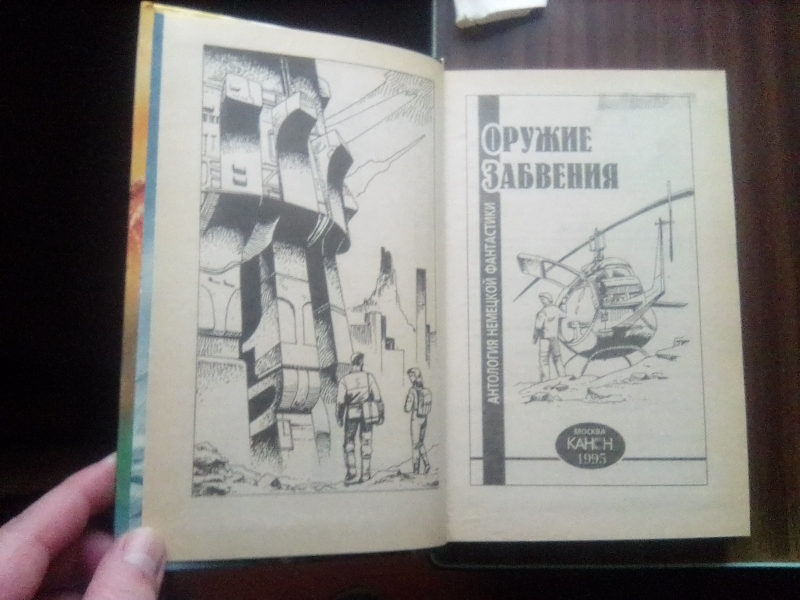 ОРУЖИЕ
ЗАБВЕНИЯ
АНТОЛОГИЯ НЕМЕЦКОЙ ФАНТАСТИКИ
МОСКВА
КАНОН
1995